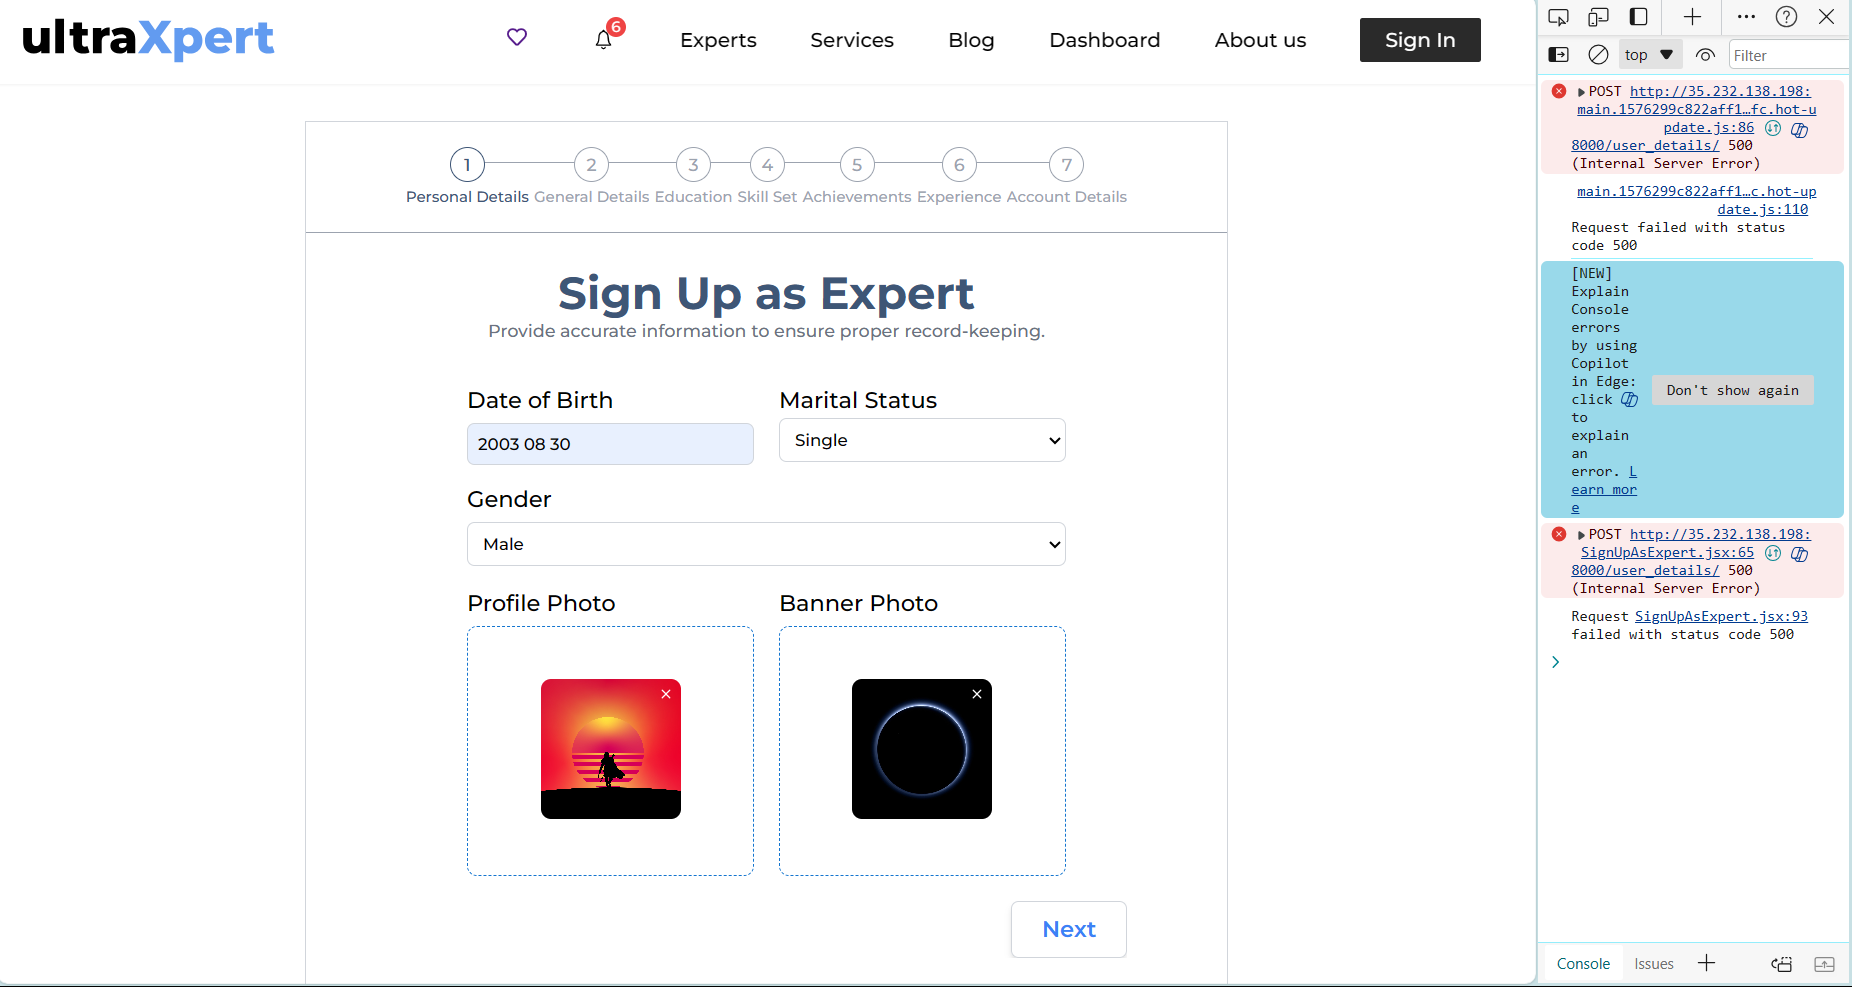 ultraXpert
6
Experts
Services
Blog
Dashboard
About us
Sign In
1
2
3
4
5
6
7
Personal Details
General Details
Education
Skill Set
Achievements
Experience
Account Details
Sign Up as Expert
Provide accurate information to ensure proper record-keeping.
Date of Birth
Marital Status
2003 08 30
Single
Gender
Male
Profile Photo
Banner Photo
Next
top
Filter
POST http://35.232.138.198:
main.1576299c822aff1…fc.hot-u
pdate.js:86
8000/user_details/ 500
(Internal Server Error)
main.1576299c822aff1…c.hot-up
date.js:110
Request failed with status
code 500
[NEW]
Explain
Console
errors
by using
Copilot
in Edge:
click
to
explain
an
error. L
earn mor
e
Don't show again
POST http://35.232.138.198:
SignUpAsExpert.jsx:65
8000/user_details/ 500
(Internal Server Error)
Request SignUpAsExpert.jsx:93
failed with status code 500
Console
Issues